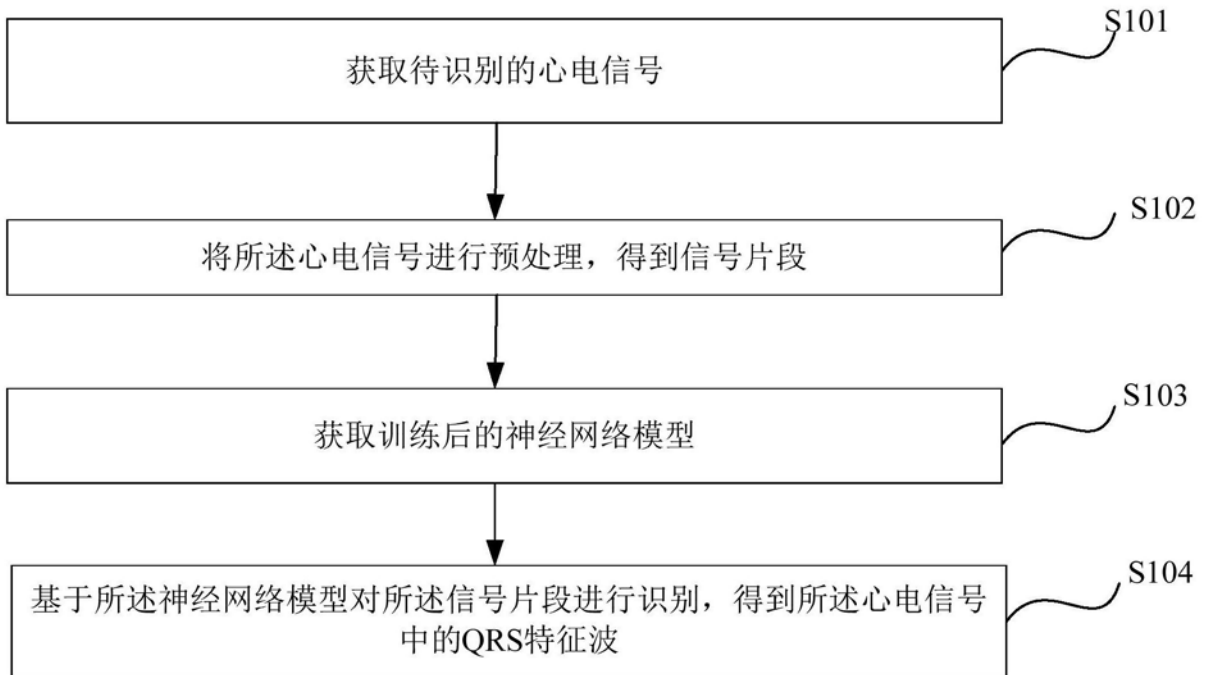 S101
获取待识别的心电信号
S102
将所述心电信号进行预处理，得到信号片段
S103
获取训练后的神经网络模型
S104
基于所述神经网络模型对所述信号片段进行识别，得到所述心电信号
中的QRS特征波